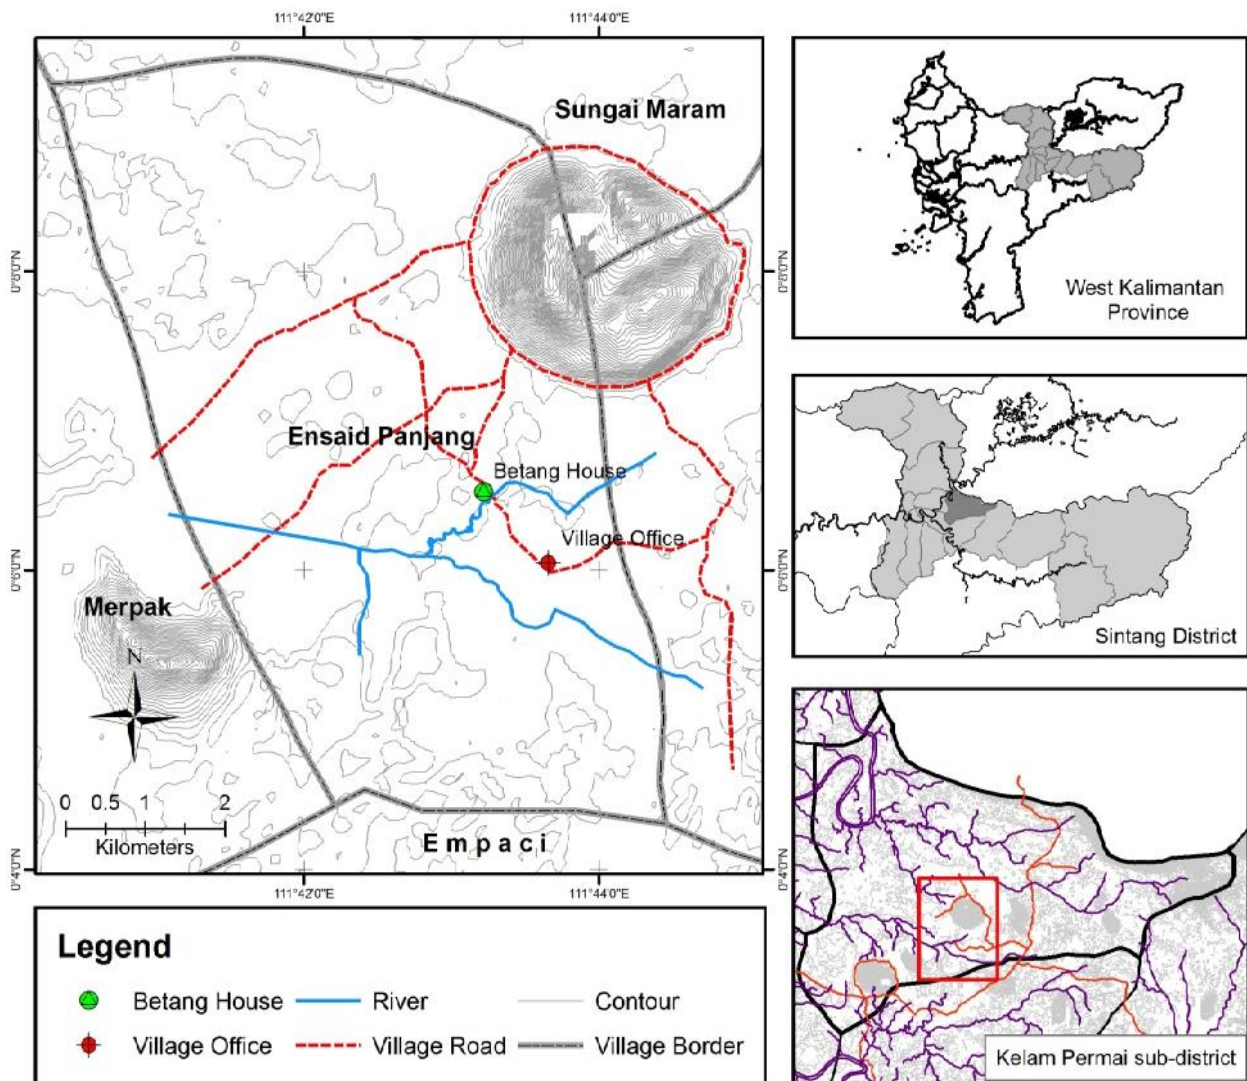 111°42'0"E
111°44'0"E
Sungai Maram
0°8'0"N
0°8'0"N
Ensaid Panjang
Betang House
Village Office
0°6'0"N
0°6'0"N
Merpak
N
0 0.5 1 2
Kilometers
Empaci
0°4'0"N
0°4'0"N
111°42'0"E
111°44'0"E
Legend
Betang House
River
Contour
Village Office
Village Road
Village Border
West Kalimantan
Province
Sintang District
Kelam Permai sub-district